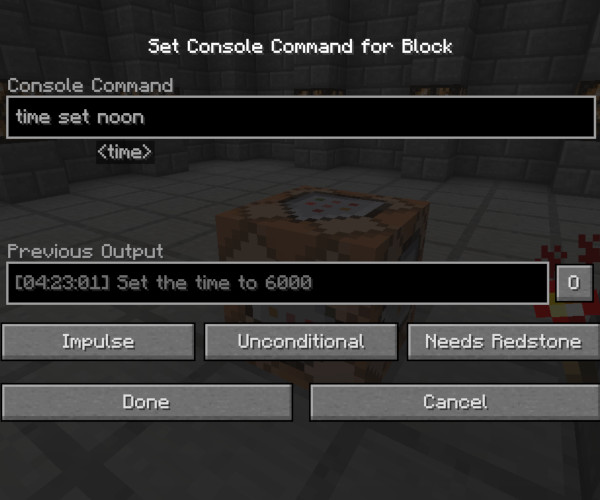 Set Console Command for Block
Console Command
time set noon
<time>
Previous Output
[04:23:01] Set the time to 6000
O
Impulse
Unconditional
Needs Redstone
Done
Cancel